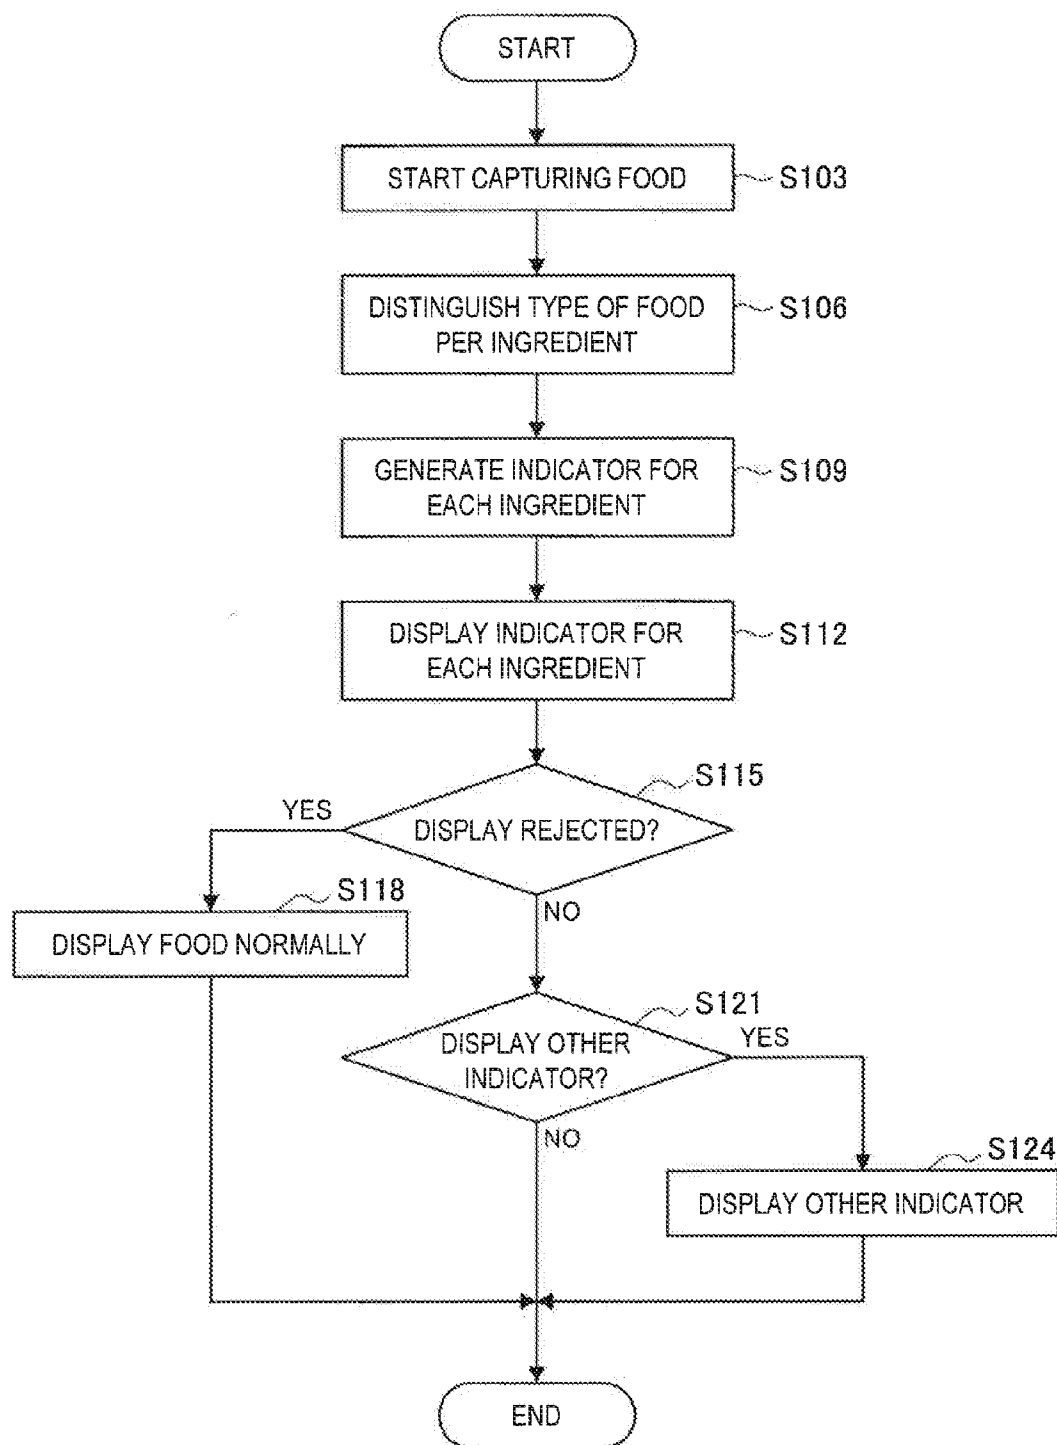 START
START CAPTURING FOOD
S103
DISTINGUISH TYPE OF FOOD
PER INGREDIENT
S106
GENERATE INDICATOR FOR
EACH INGREDIENT
S109
DISPLAY INDICATOR FOR
EACH INGREDIENT
S112
S115
YES
DISPLAY REJECTED?
NO
S118
DISPLAY FOOD NORMALLY
S121
YES
DISPLAY OTHER
INDICATOR?
NO
S124
DISPLAY OTHER INDICATOR
END